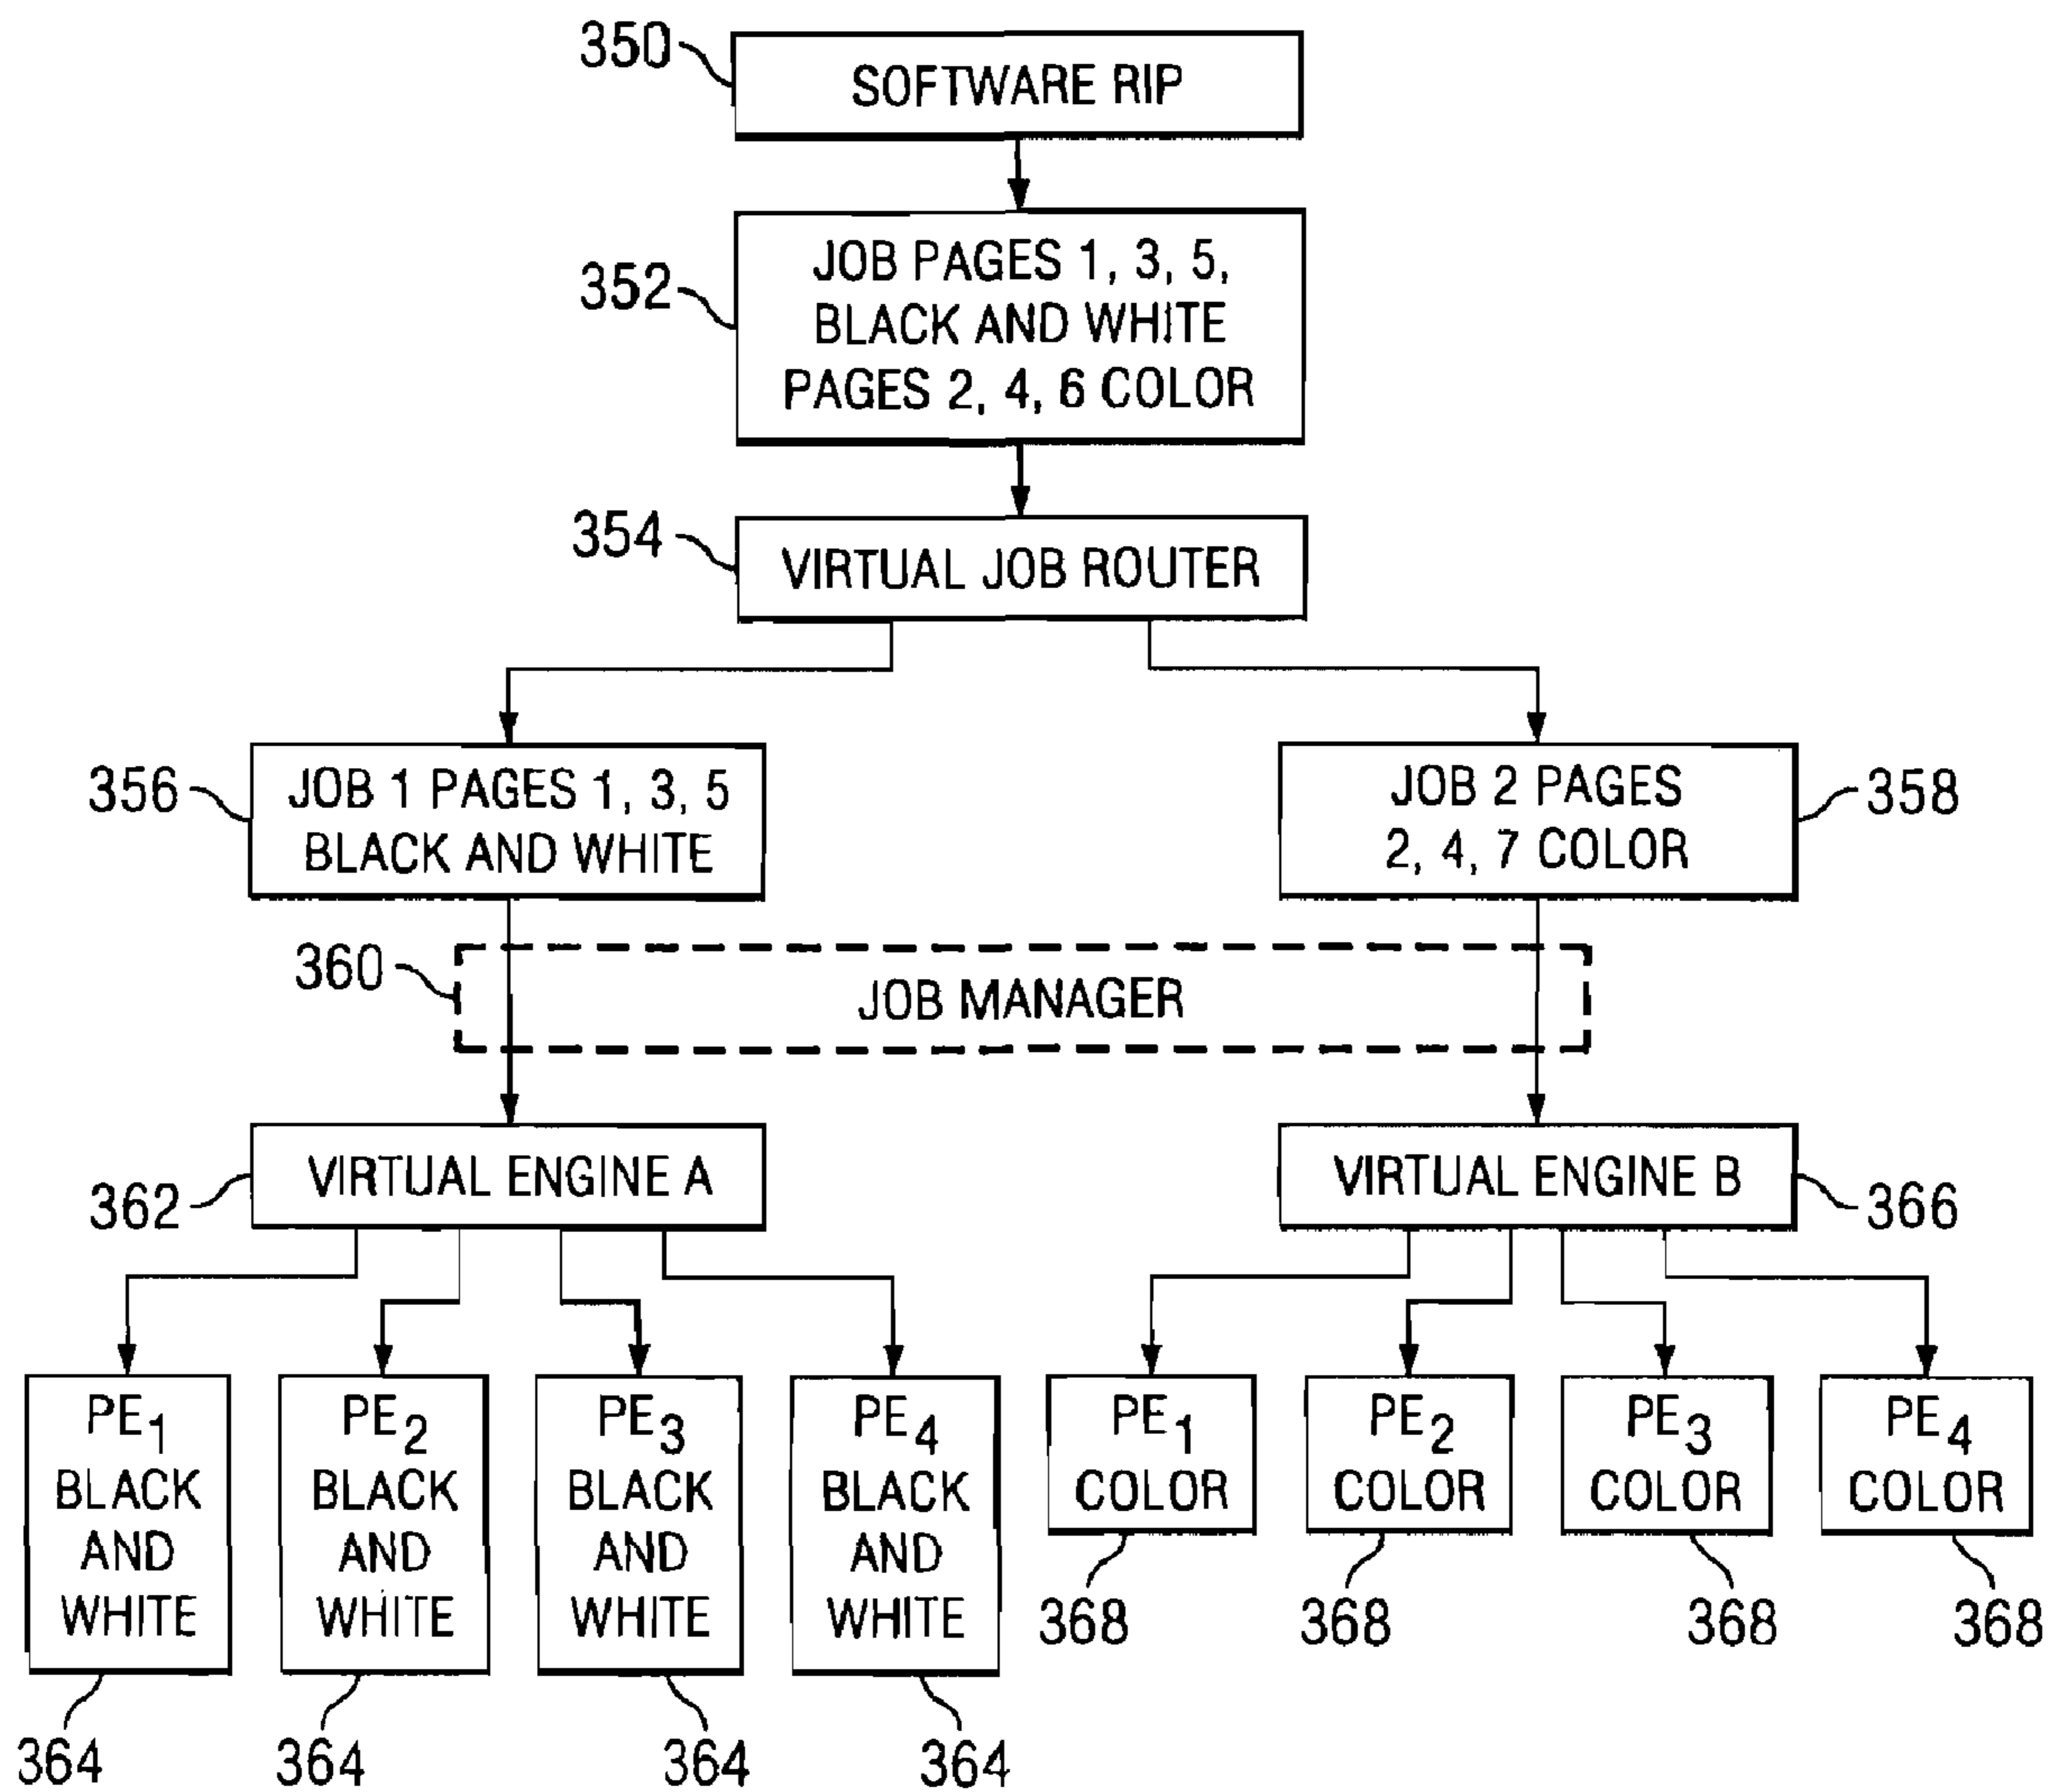 350
SOFTWARE RIP
352
JOB PAGES 1, 3, 5,
BLACK AND WHITE
PAGES 2, 4, 6 COLOR
354
VIRTUAL JOB ROUTER
356
JOB 1 PAGES 1, 3, 5
BLACK AND WHITE
JOB 2 PAGES
2, 4, 7 COLOR
358
360
JOB MANAGER
362
VIRTUAL ENGINE A
VIRTUAL ENGINE B
366
PE1
BLACK
AND
WHITE
PE2
BLACK
AND
WHITE
PE3
BLACK
AND
WHITE
PE4
BLACK
AND
WHITE
PE1
COLOR
PE2
COLOR
PE3
COLOR
PE4
COLOR
368
368
368
368
364
364
364
364